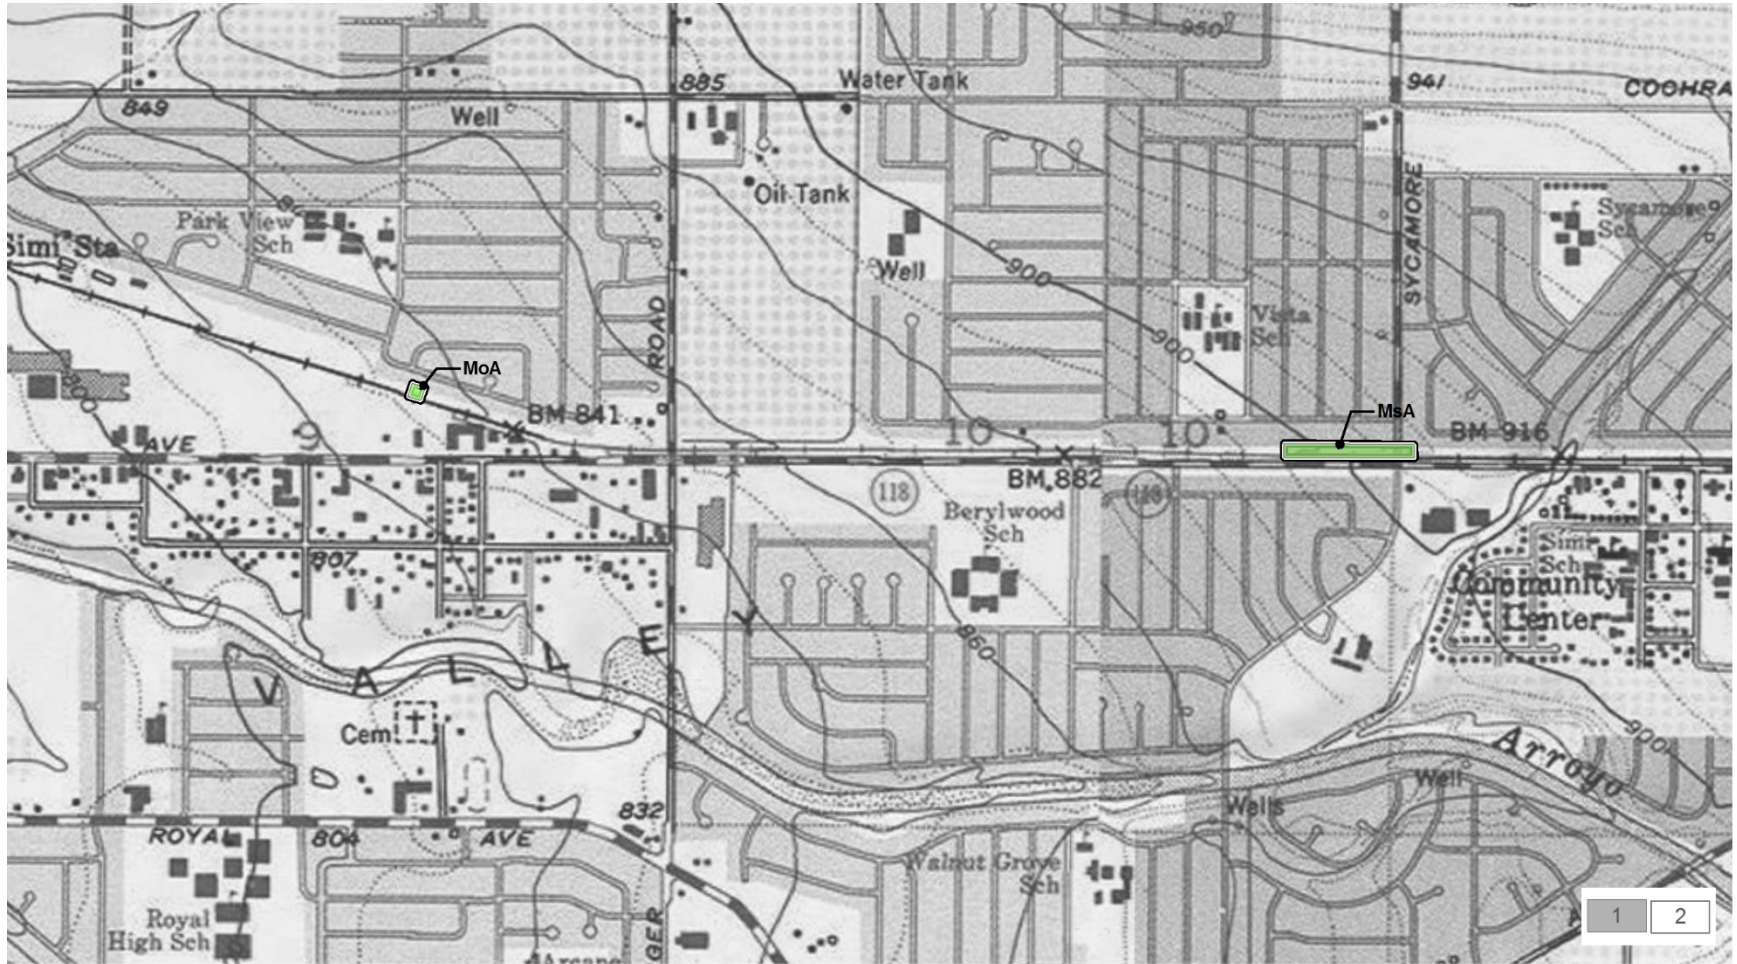 950
885
Water Tank
941
COCHRA
849
Well
Oil Tank
SYCAMORE
Park View
Sch
Sycamore
Sch
Simi Sta
Well
900
ROAD
Vista
Sch
900
MoA
MsA
BM 841
9
10
10
BM 916
AVE
BM 882
118
118
Berylwood
Sch
Simi
Sch
807
Community
Center
860
V A L L E Y
Cem
900
Arroyo
Well
Wells
832
ROYAL
804
AVE
Walnut Grove
Sch
Royal
High Sch
GER
1
2